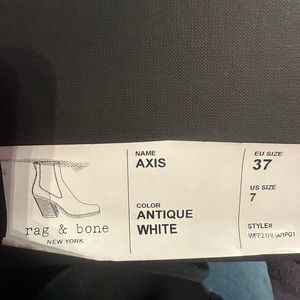 rag & bone
NEW YORK
NAME
AXIS
COLOR
ANTIQUE
WHITE
EU SIZE
37
US SIZE
7
STYLE#